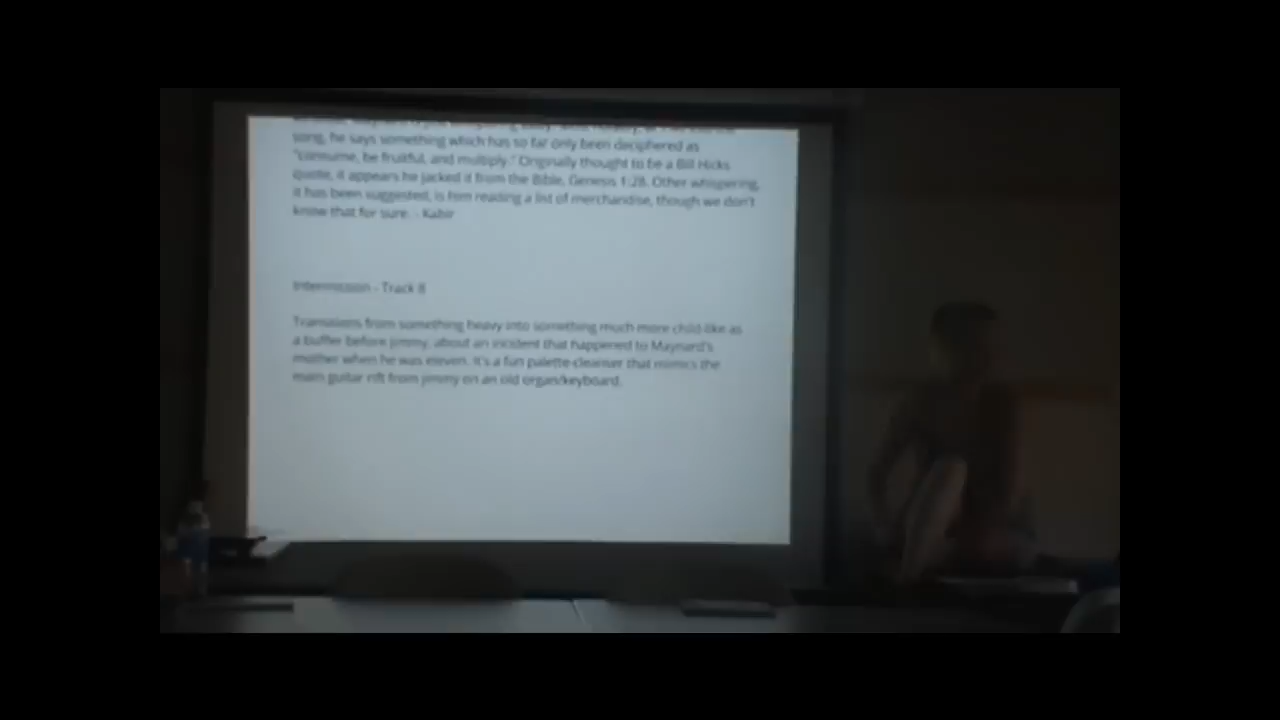 song, he says something which has so far only been deciphered as
"consume, be fruitful, and multiply." Originally thought to be a Bill Hicks
quote, it appears he jacked it from the Bible, Genesis 1:28. Other whispering,
it has been suggested, is him reading a list of merchandise, though we don't
know that for sure. - Kabir
Intermission - Track 8
Transitions from something heavy into something much more child-like as
a buffer before jimmy, about an incident that happened to Maynard's
mother when he was eleven. It's a fun palette-cleanser that mimics the
main guitar rift from jimmy on an old organ/keyboard.